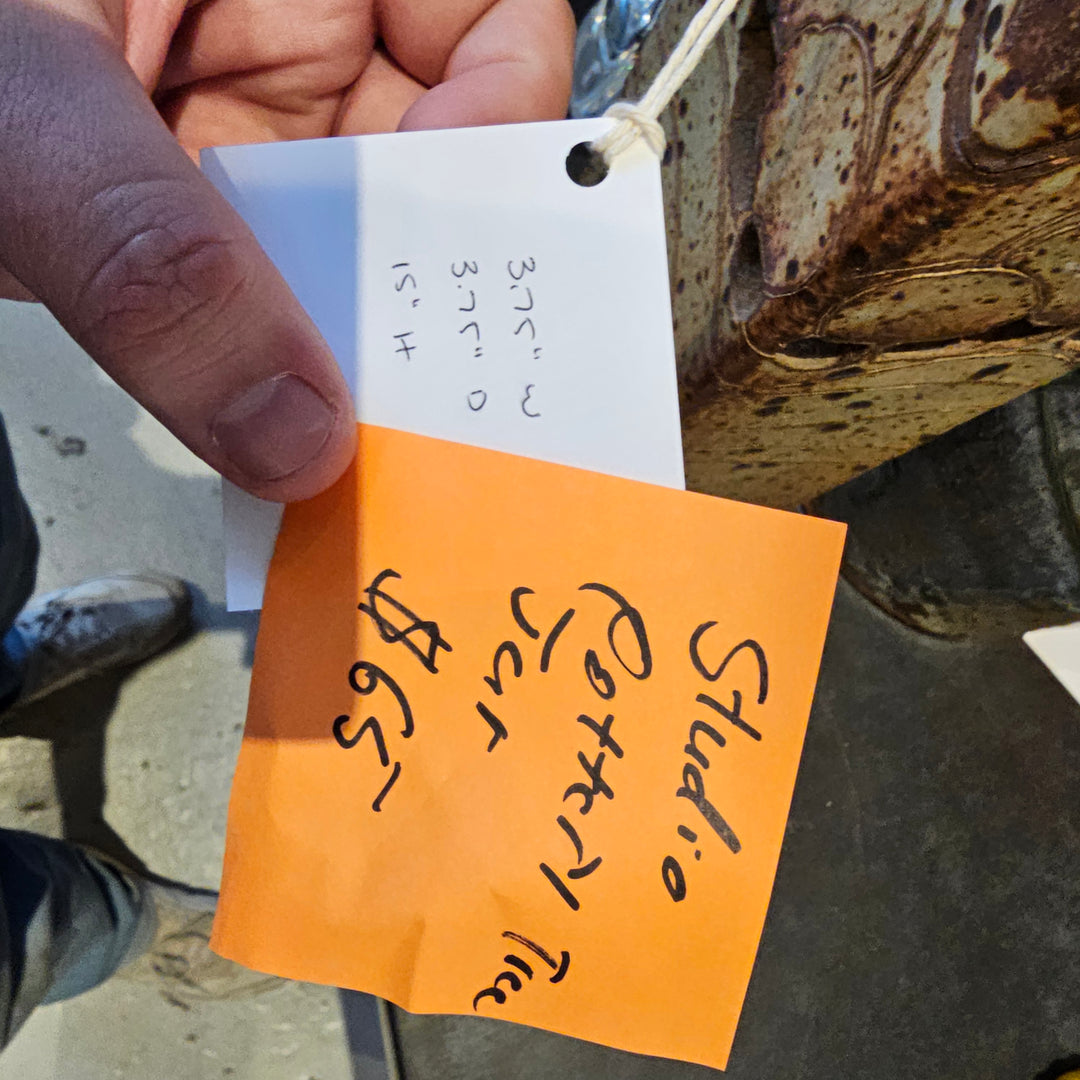 3.75" W
3.75" D
15" H
Studio
Pottery
Jar
$65